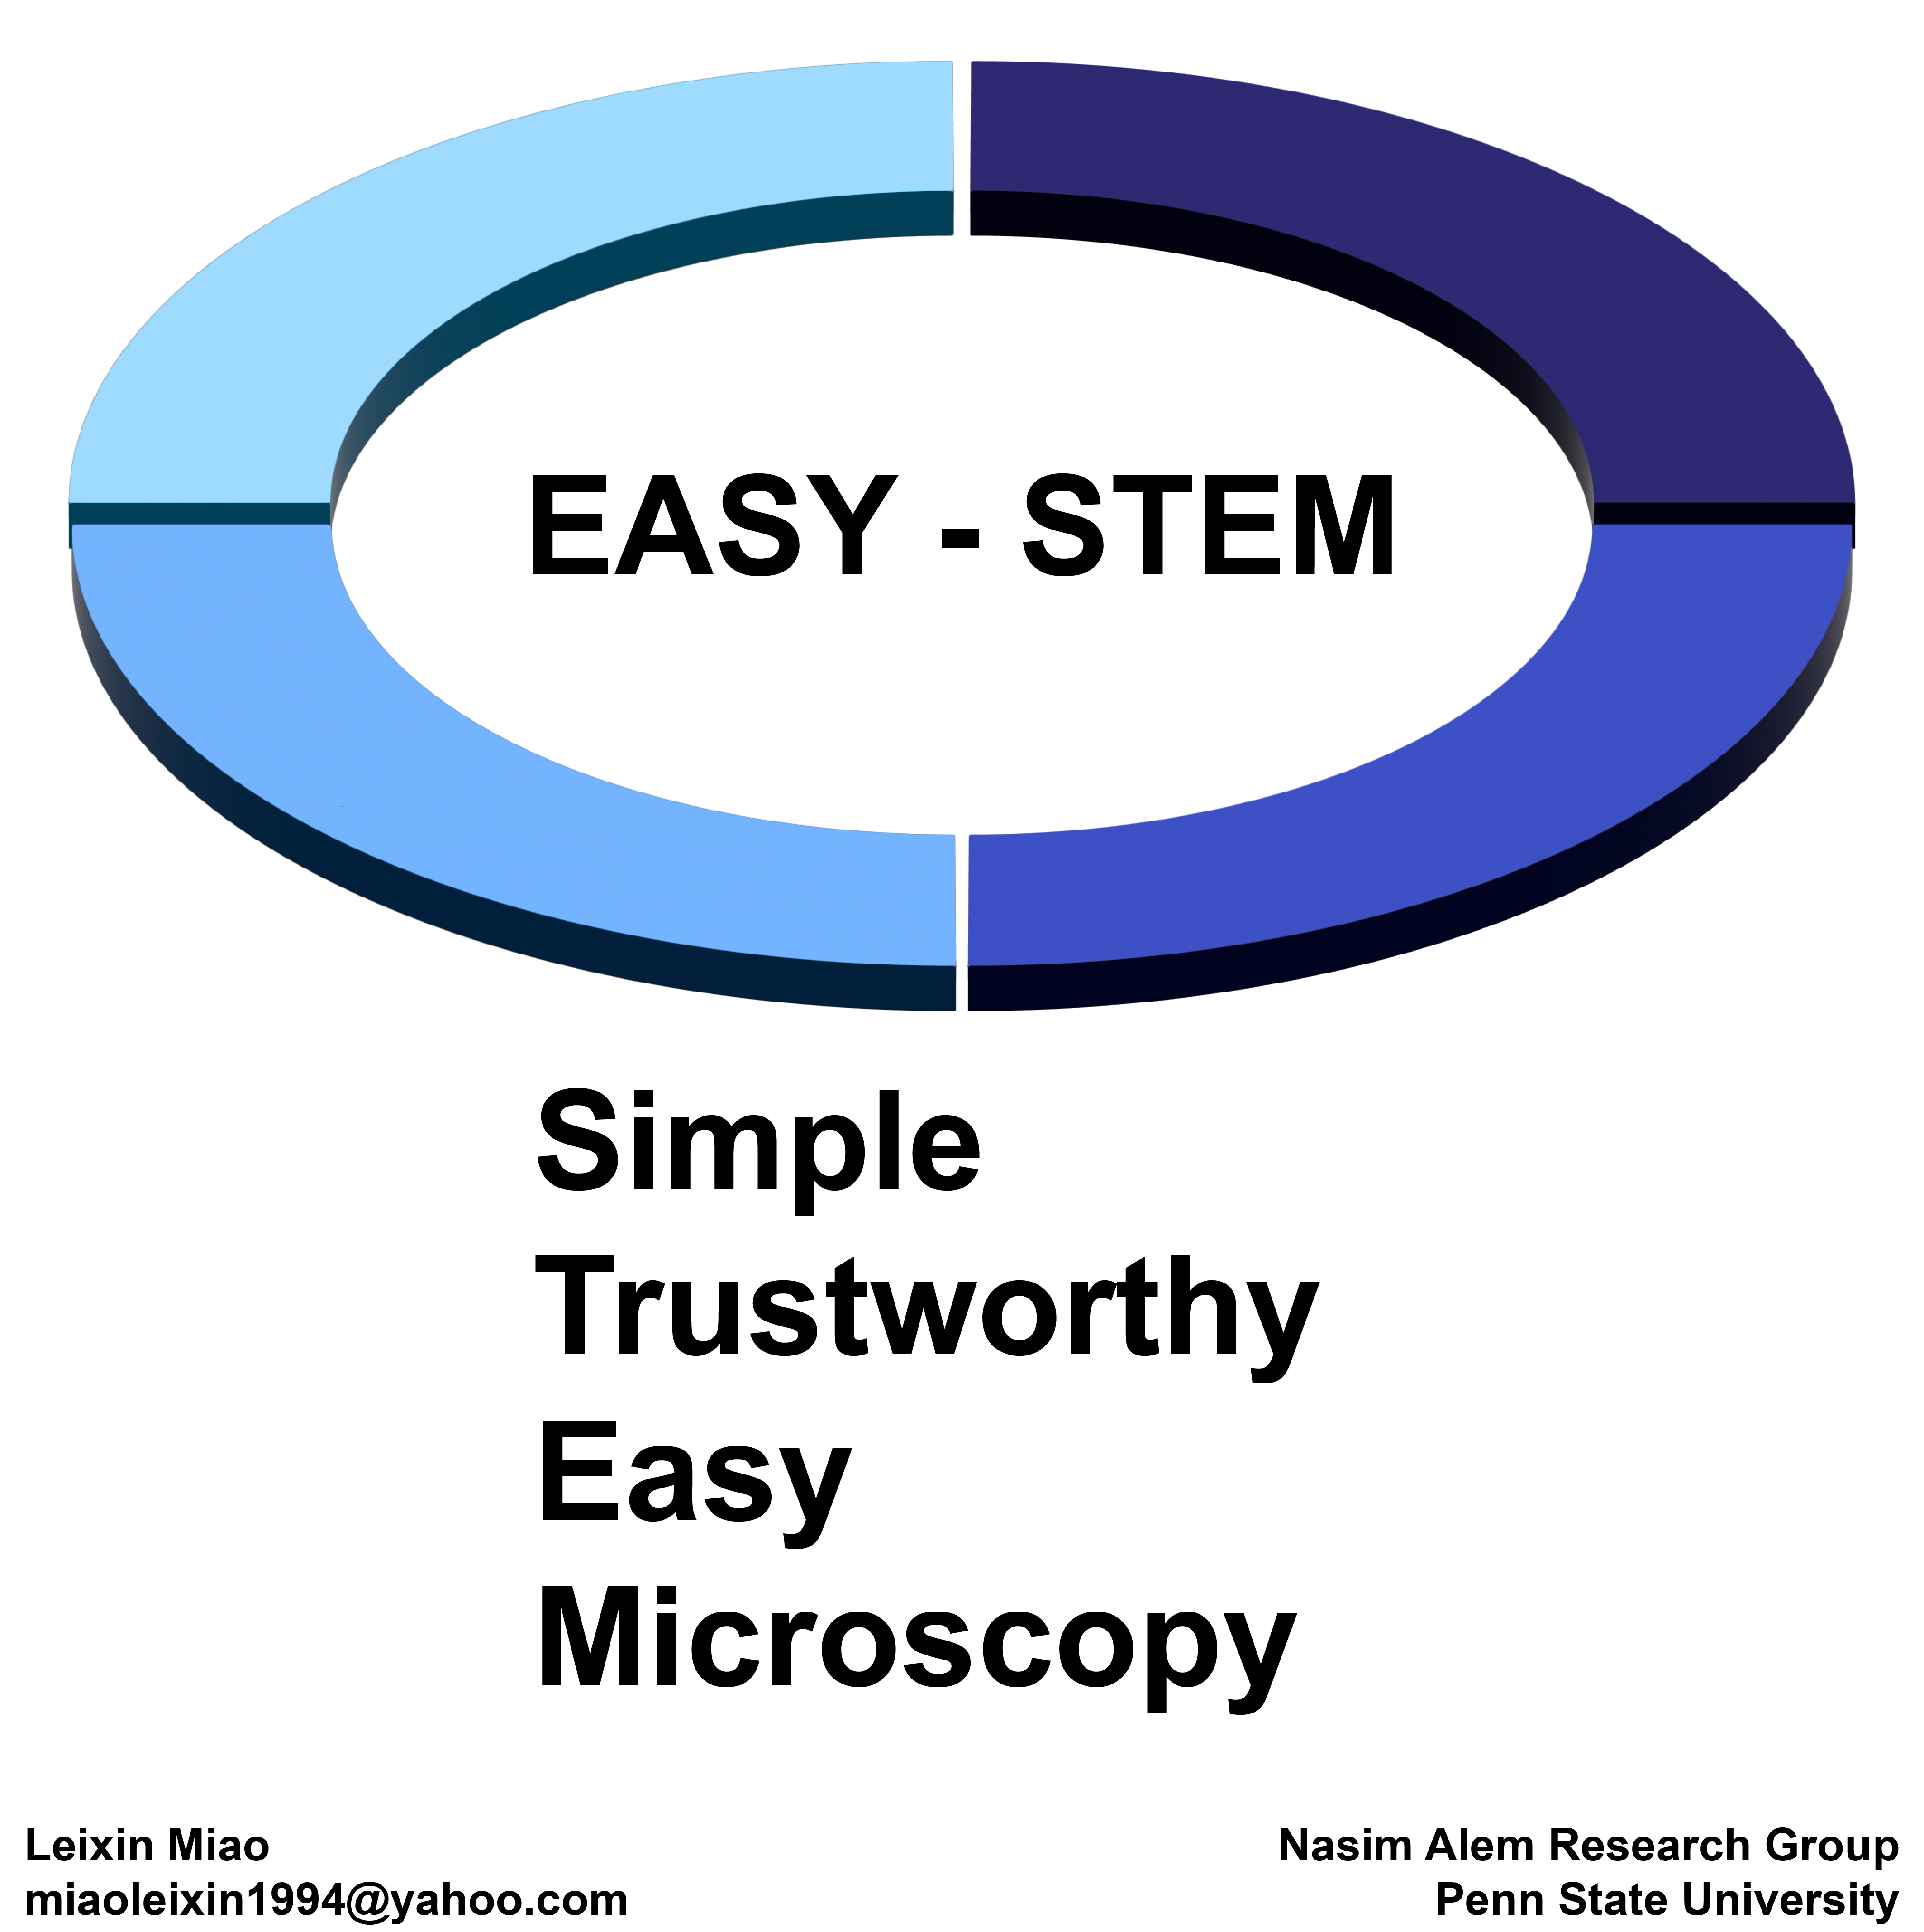 EASY - STEM
Simple
Trustworthy
Easy
Microscopy
Leixin Miao
miaoleixin1994@yahoo.com
Nasim Alem Research Group
Penn State University